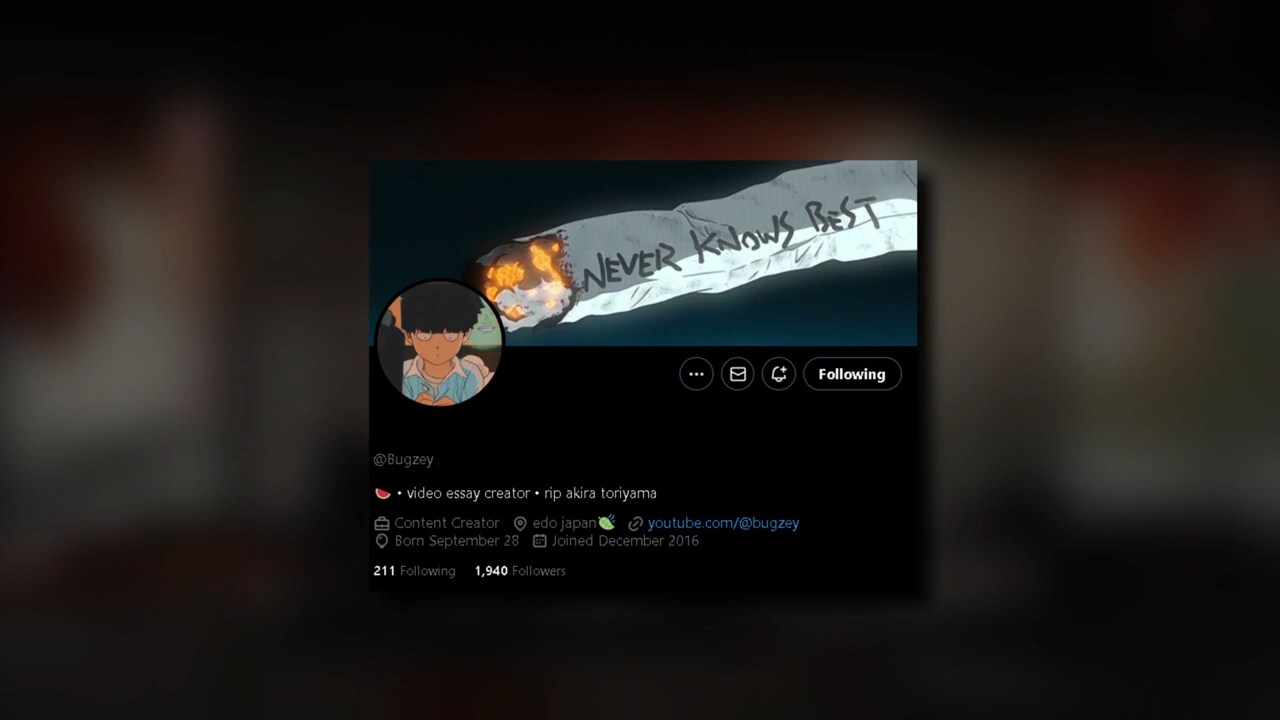 NEVER KNOWS BEST
Following
@Bugzey
🍉 • video essay creator • rip akira toriyama
Content Creator edo japan🍃 youtube.com/@bugzey
Born September 28 Joined December 2016
211 Following 1,940 Followers